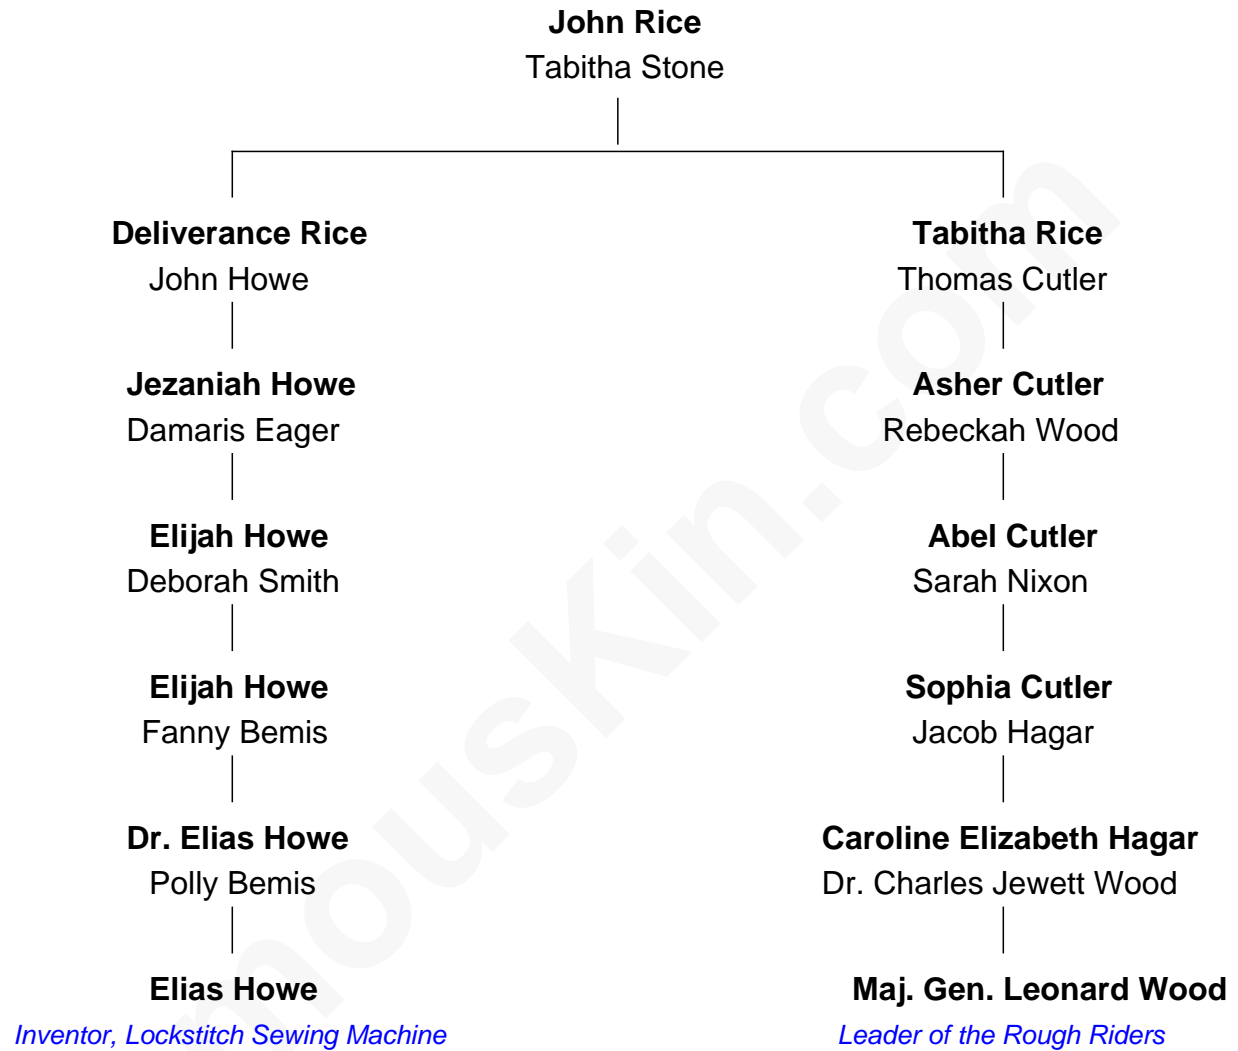 John Rice
Tabitha Stone
Deliverance Rice
John Howe
Tabitha Rice
Thomas Cutler
Jezaniah Howe
Damaris Eager
Asher Cutler
Rebeckah Wood
Elijah Howe
Deborah Smith
Abel Cutler
Sarah Nixon
Elijah Howe
Fanny Bemis
Sophia Cutler
Jacob Hagar
Dr. Elias Howe
Polly Bemis
Caroline Elizabeth Hagar
Dr. Charles Jewett Wood
Elias Howe
Inventor, Lockstitch Sewing Machine
Maj. Gen. Leonard Wood
Leader of the Rough Riders
mousKin.com